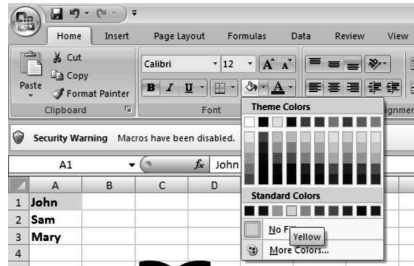 Home Insert Page Layout Formulas Data Review View
Cut
Copy
Format Painter
Paste
Calibri 12 A A
B I U A
Clipboard Font
Theme Colors
Security Warning Macros have been disabled.
A1 fx John
Standard Colors
A B C D
1 John
2 Sam
3 Mary
4
No
Yellow
More Colors...